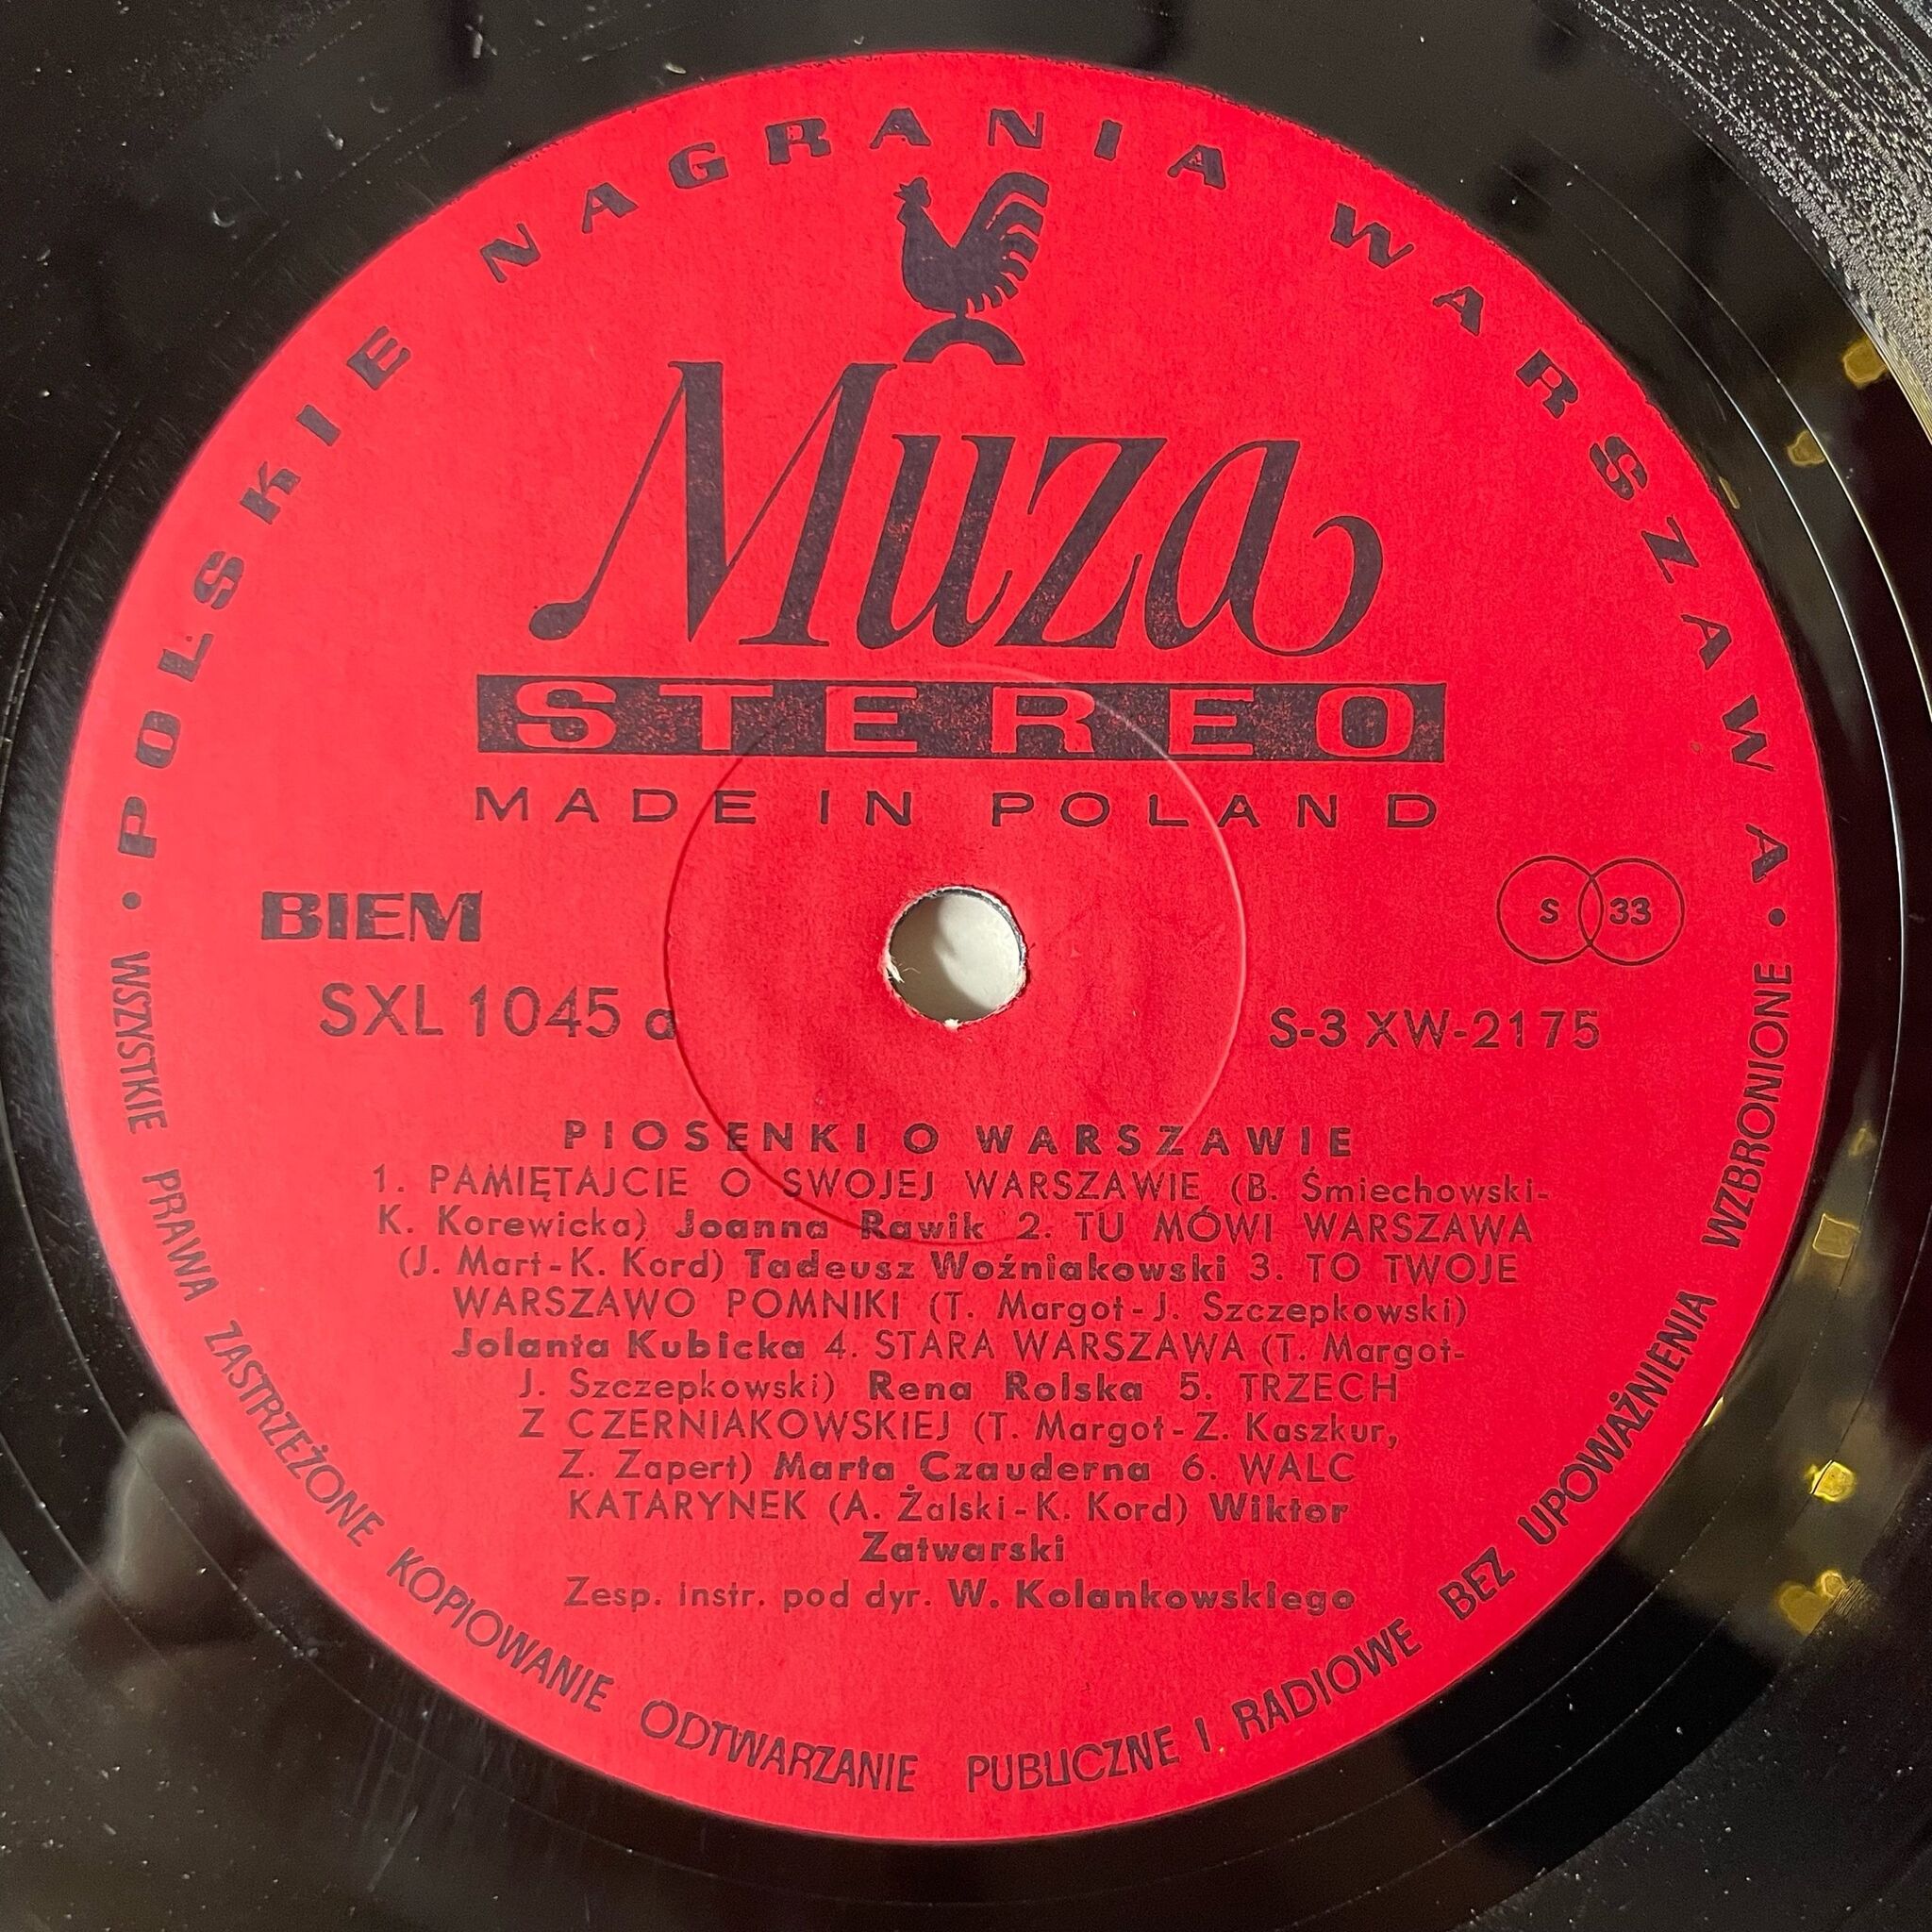 • POLSKIE NAGRANIA WARSZAWA •
Muza
STEREO
MADE IN POLAND
BIEM
S 33
SXL 1045 a
S-3 XW-2175
PIOSENKI O WARSZAWIE
1. PAMIĘTAJCIE O SWOJEJ WARSZAWIE (B. Śmiechowski-
K. Korewicka) Joanna Rawik 2. TU MÓWI WARSZAWA
(J. Mart-K. Kord) Tadeusz Woźniakowski 3. TO TWOJE
WARSZAWO POMNIKI (T. Margot-J. Szczepkowski)
Jolanta Kubicka 4. STARA WARSZAWA (T. Margot-
J. Szczepkowski) Rena Rolska 5. TRZECH
Z CZERNIAKOWSKIEJ (T. Margot-Z. Kaszkur,
Z. Zapert) Marta Czauderna 6. WALC
KATARYNEK (A. Żalski-K. Kord) Wiktor
Zatwarski
Zesp. instr. pod dyr. W. Kolankowskiego
WSZYSTKIE PRAWA ZASTRZEŻONE KOPIOWANIE ODTWARZANIE PUBLICZNE I RADIOWE BEZ UPOWAŻNIENIA WZBRONIONE